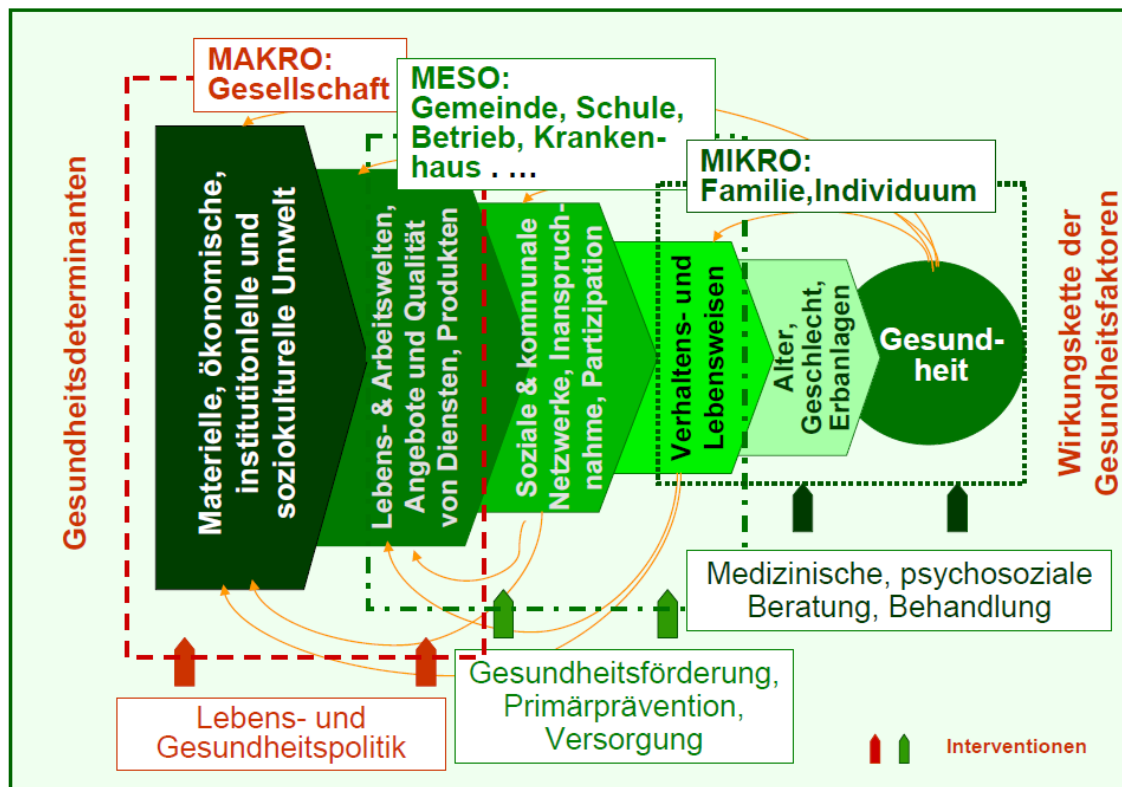 MAKRO:
Gesellschaft
MESO:
Gemeinde, Schule,
Betrieb, Kranken-
haus . …
MIKRO:
Familie,Individuum
Gesundheitsdeterminanten
Materielle, ökonomische,
institutionlelle und
soziokulturelle Umwelt
Lebens- & Arbeitswelten,
Angebote und Qualität
von Diensten, Produkten
Soziale & kommunale
Netzwerke, Inanspruch-
nahme, Partizipation
Verhaltens- und
Lebensweisen
Alter,
Geschlecht,
Erbanlagen
Gesund-
heit
Wirkungskette der
Gesundheitsfaktoren
Medizinische, psychosoziale
Beratung, Behandlung
Gesundheitsförderung,
Primärprävention,
Versorgung
Lebens- und
Gesundheitspolitik
Interventionen